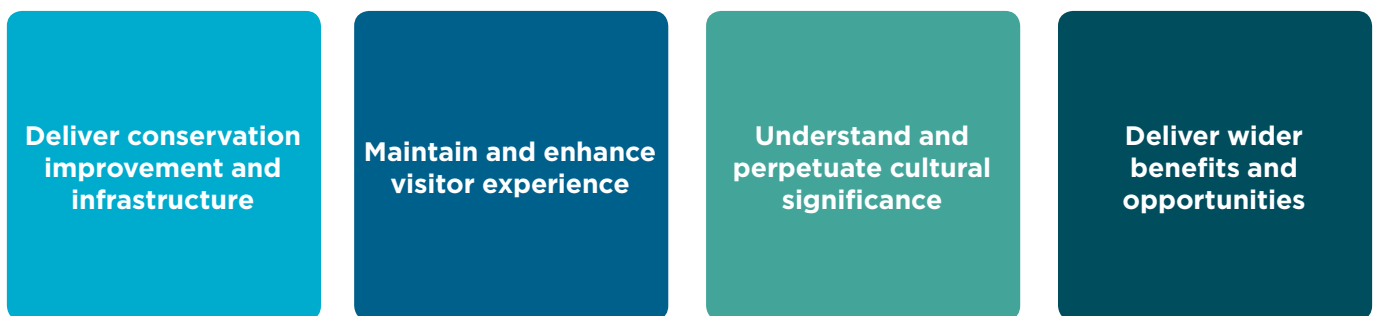 Deliver conservation
improvement and
infrastructure
Maintain and enhance
visitor experience
Understand and
perpetuate cultural
significance
Deliver wider
benefits and
opportunities